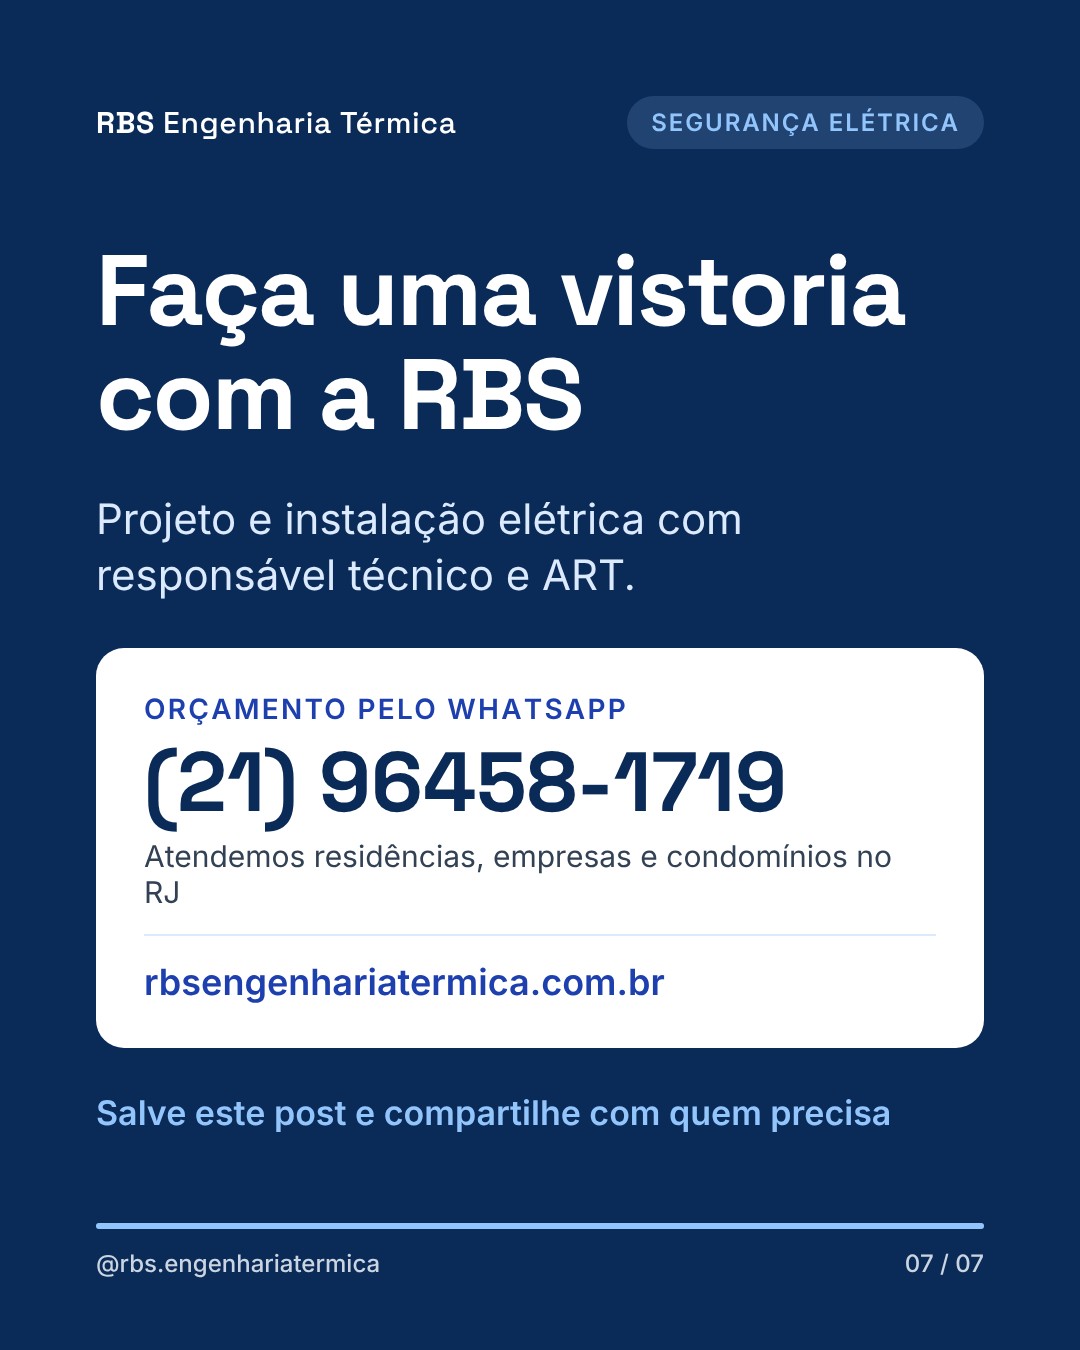 RBS Engenharia Térmica
SEGURANÇA ELÉTRICA
Faça uma vistoria
com a RBS
Projeto e instalação elétrica com
responsável técnico e ART.
ORÇAMENTO PELO WHATSAPP
(21) 96458-1719
Atendemos residências, empresas e condomínios no
RJ
rbsengenhariatermica.com.br
Salve este post e compartilhe com quem precisa
@rbs.engenhariatermica
07 / 07